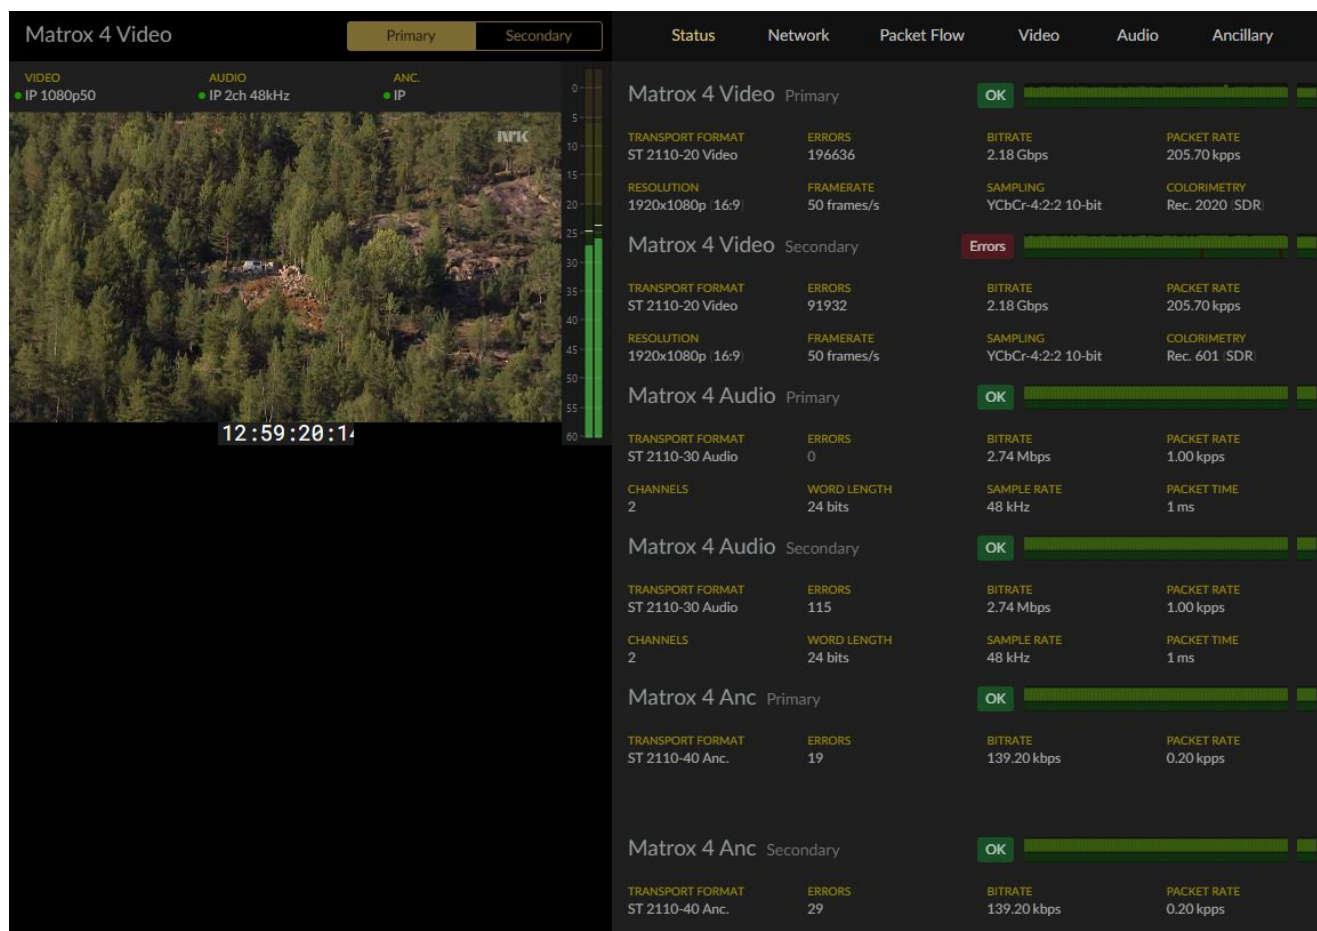 Matrox 4 Video Primary Secondary
VIDEO AUDIO ANC.
IP 1080p50 IP 2ch 48kHz IP
nrk
0
5
10
15
20
25
30
35
40
45
50
55
60
12:59:20:14
Status Network Packet Flow Video Audio Ancillary
Matrox 4 Video Primary OK
TRANSPORT FORMAT ERRORS BITRATE PACKET RATE
ST 2110-20 Video 196636 2.18 Gbps 205.70 kpps
RESOLUTION FRAMERATE SAMPLING COLORIMETRY
1920x1080p (16:9) 50 frames/s YCbCr-4:2:2 10-bit Rec. 2020 (SDR)
Matrox 4 Video Secondary Errors
TRANSPORT FORMAT ERRORS BITRATE PACKET RATE
ST 2110-20 Video 91932 2.18 Gbps 205.70 kpps
RESOLUTION FRAMERATE SAMPLING COLORIMETRY
1920x1080p (16:9) 50 frames/s YCbCr-4:2:2 10-bit Rec. 601 (SDR)
Matrox 4 Audio Primary OK
TRANSPORT FORMAT ERRORS BITRATE PACKET RATE
ST 2110-30 Audio 0 2.74 Mbps 1.00 kpps
CHANNELS WORD LENGTH SAMPLE RATE PACKET TIME
2 24 bits 48 kHz 1 ms
Matrox 4 Audio Secondary OK
TRANSPORT FORMAT ERRORS BITRATE PACKET RATE
ST 2110-30 Audio 115 2.74 Mbps 1.00 kpps
CHANNELS WORD LENGTH SAMPLE RATE PACKET TIME
2 24 bits 48 kHz 1 ms
Matrox 4 Anc Primary OK
TRANSPORT FORMAT ERRORS BITRATE PACKET RATE
ST 2110-40 Anc. 19 139.20 kbps 0.20 kpps
Matrox 4 Anc Secondary OK
TRANSPORT FORMAT ERRORS BITRATE PACKET RATE
ST 2110-40 Anc. 29 139.20 kbps 0.20 kpps